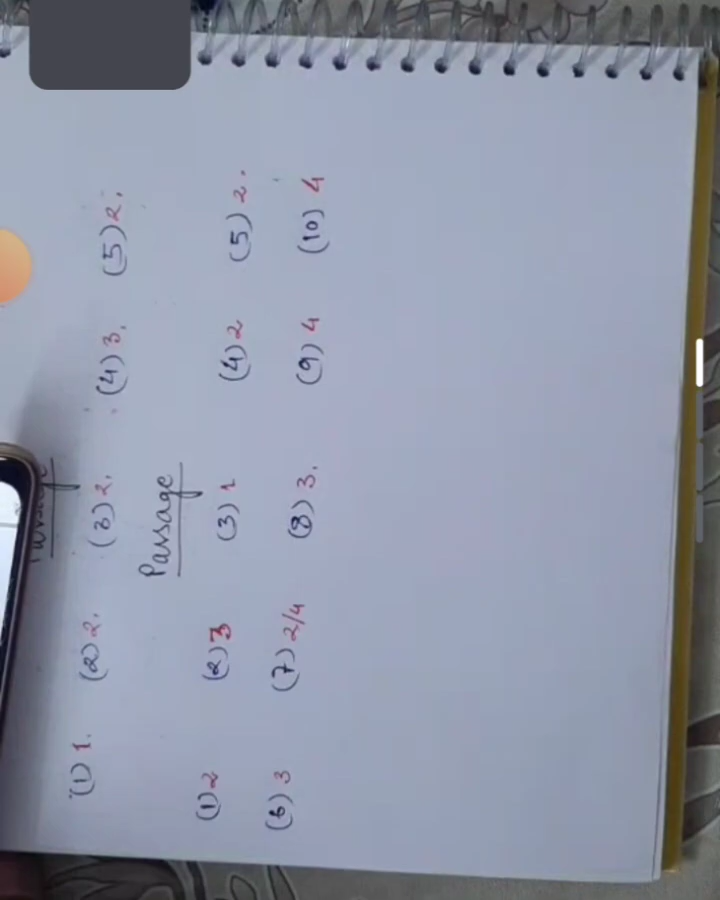 Passage
(1) 1. (2) 2. (3) 2. (4) 3. (5) 2.
Passage
(1) 2 (2) 3 (3) 1 (4) 2 (5) 2.
(6) 3 (7) 2/4 (8) 3. (9) 4 (10) 4